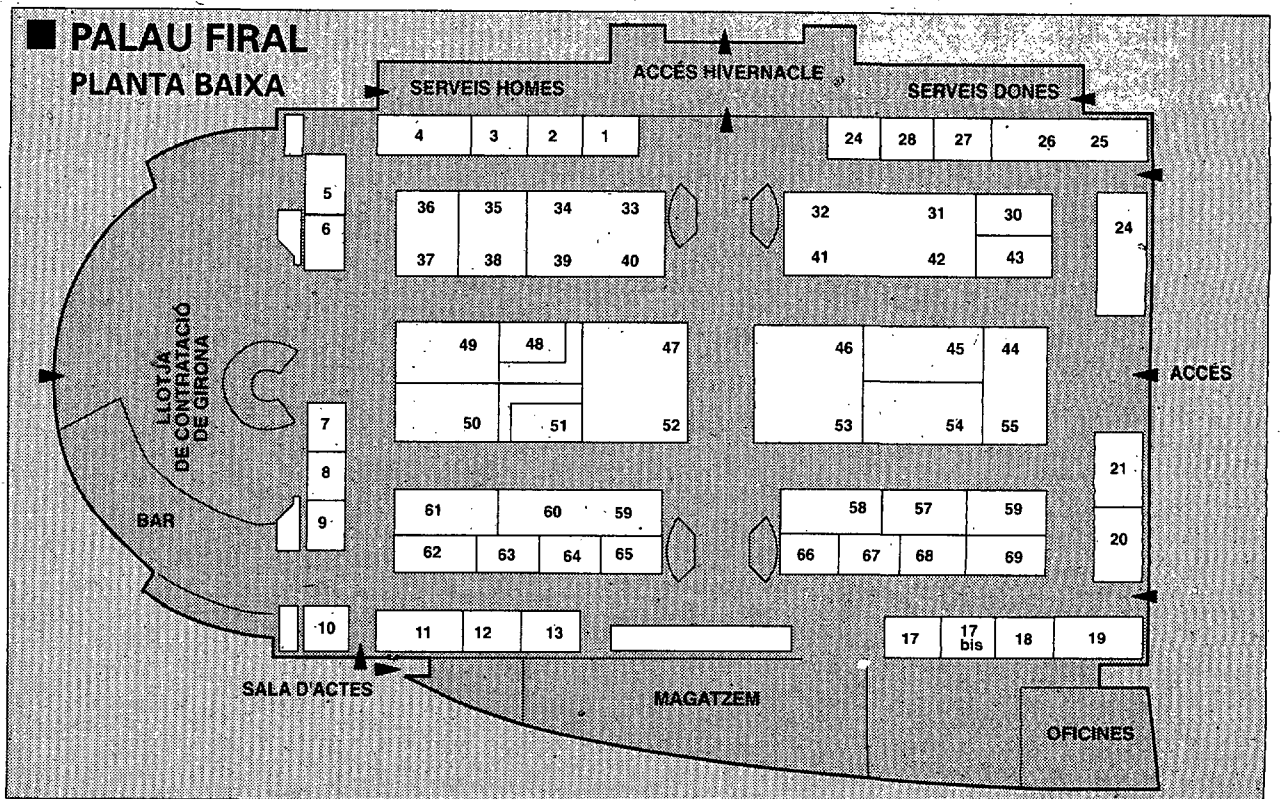 PALAU FIRAL
PLANTA BAIXA
ACCÉS HIVERNACLE
SERVEIS HOMES
SERVEIS DONES
4 3 2 1
24 28 27 26 25
5
6
36 35 34 33
37 38 39 40
32 31 30
41 42 43
24
LLOTJA
DE CONTRATACIÓ
DE GIRONA
49 48 47
50 51 52
46 45 44
53 54 55
ACCÉS
7
8
9
BAR
61 60 59
62 63 64 65
58 57 59
66 67 68 69
21
20
10
11 12 13
17 17 bis 18 19
SALA D'ACTES
MAGATZEM
OFICINES